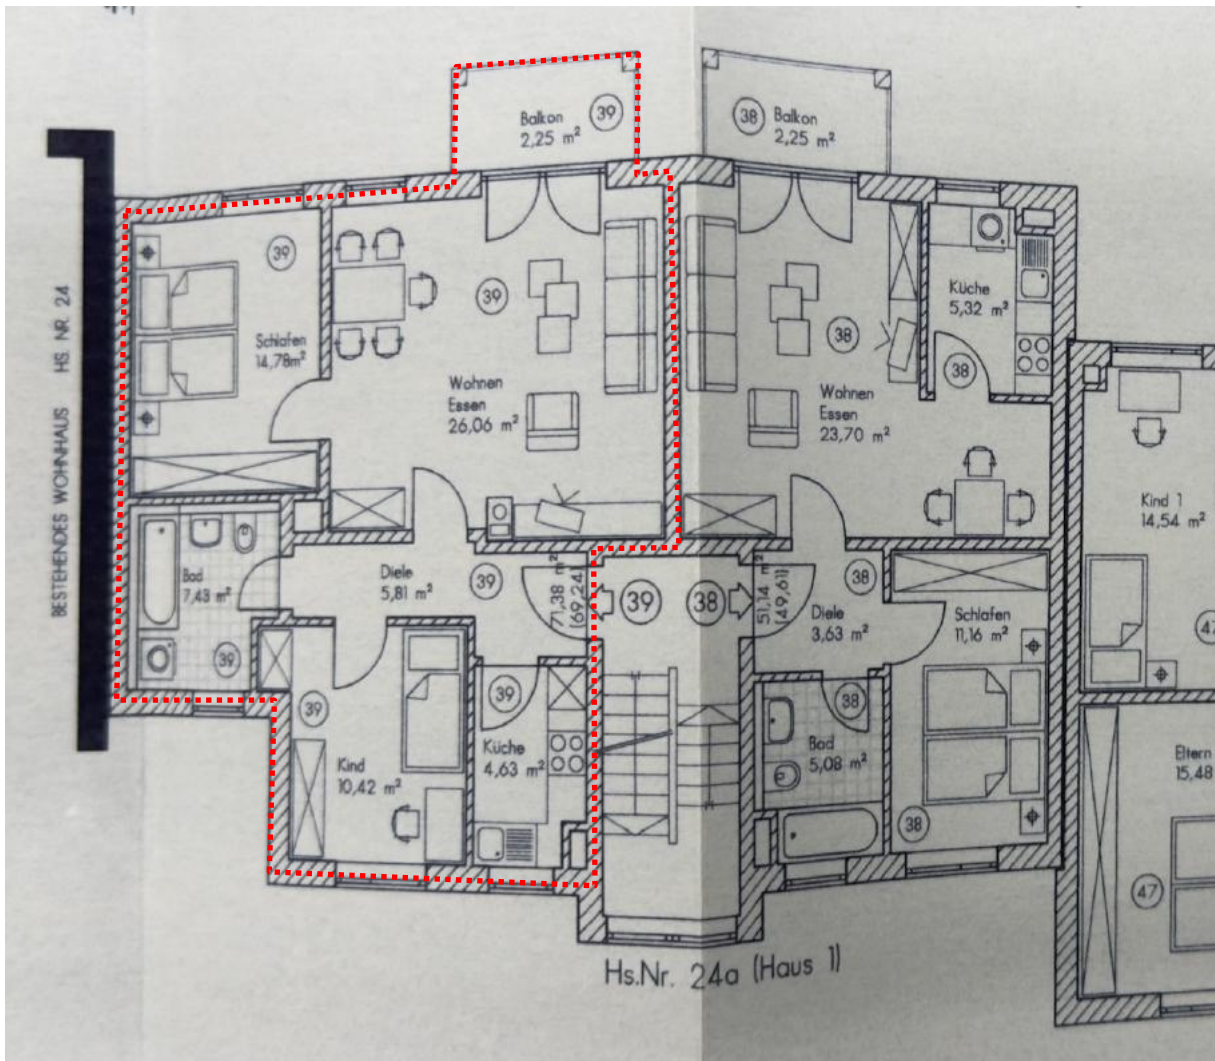 Balkon
2,25 m²
39
38
Balkon
2,25 m²
39
Schlafen
14,78m²
39
Wohnen
Essen
26,06 m²
38
Wohnen
Essen
23,70 m²
Küche
5,32 m²
38
Kind 1
14,54 m²
47
BESTEHENDES WOHNHAUS HS. NR. 24
Bad
7,43 m²
39
Diele
5,81 m²
39
71,38 m²
(69,24)
39
38
51,14 m²
(49,61)
Diele
3,63 m²
38
Schlafen
11,16 m²
38
39
Kind
10,42 m²
39
Küche
4,63 m²
38
Bad
5,08 m²
Eltern
15,48
47
Hs.Nr. 24a (Haus 1)